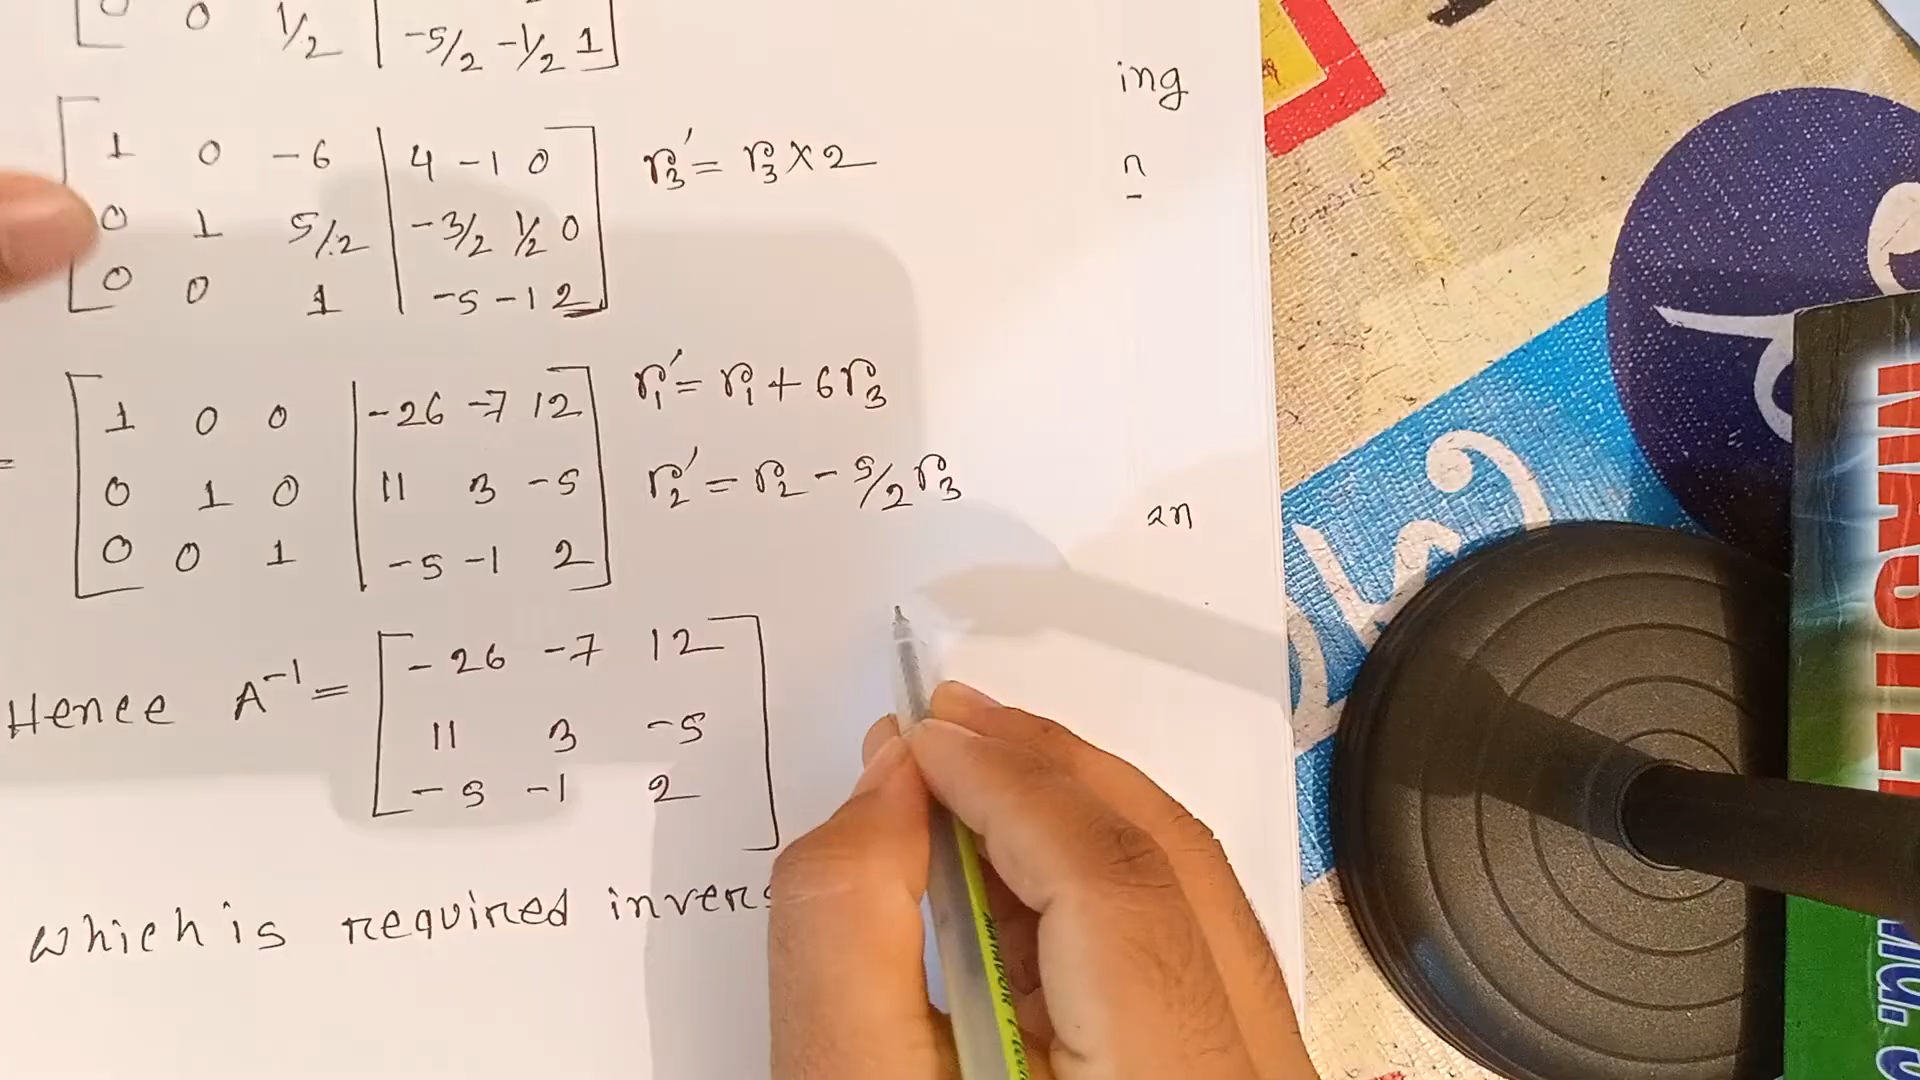 0 0 1/2 | -5/2 -1/2 1
ing
1 0 -6 | 4 -1 0 r₃′ = r₃ × 2
n
0 1 5/2 | -3/2 1/2 0
0 0 1 | -5 -1 2
1 0 0 | -26 -7 12 r₁′ = r₁ + 6r₃
=
0 1 0 | 11 3 -5 r₂′ = r₂ - 5/2 r₃
2n
0 0 1 | -5 -1 2
-26 -7 12
Hence A⁻¹ =
11 3 -5
-5 -1 2
which is required invers